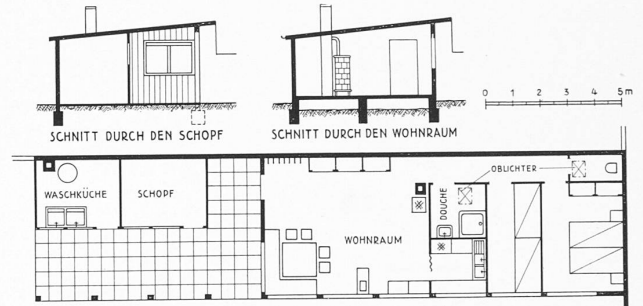 0 1 2 3 4 5 m
SCHNITT DURCH DEN SCHOPF
SCHNITT DURCH DEN WOHNRAUM
OBLICHTER
WASCHKÜCHE
SCHOPF
DOUCHE
WOHNRAUM